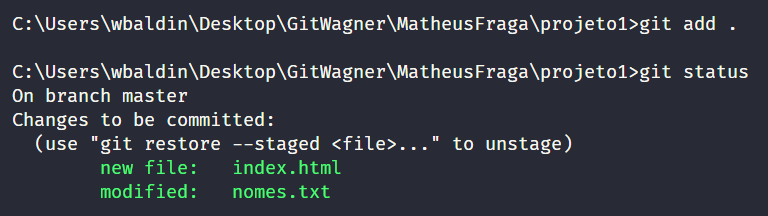 C:\Users\wbaldin\Desktop\GitWagner\MatheusFraga\projeto1>git add .
C:\Users\wbaldin\Desktop\GitWagner\MatheusFraga\projeto1>git status
On branch master
Changes to be committed:
  (use "git restore --staged <file>..." to unstage)
        new file:   index.html
        modified:   nomes.txt